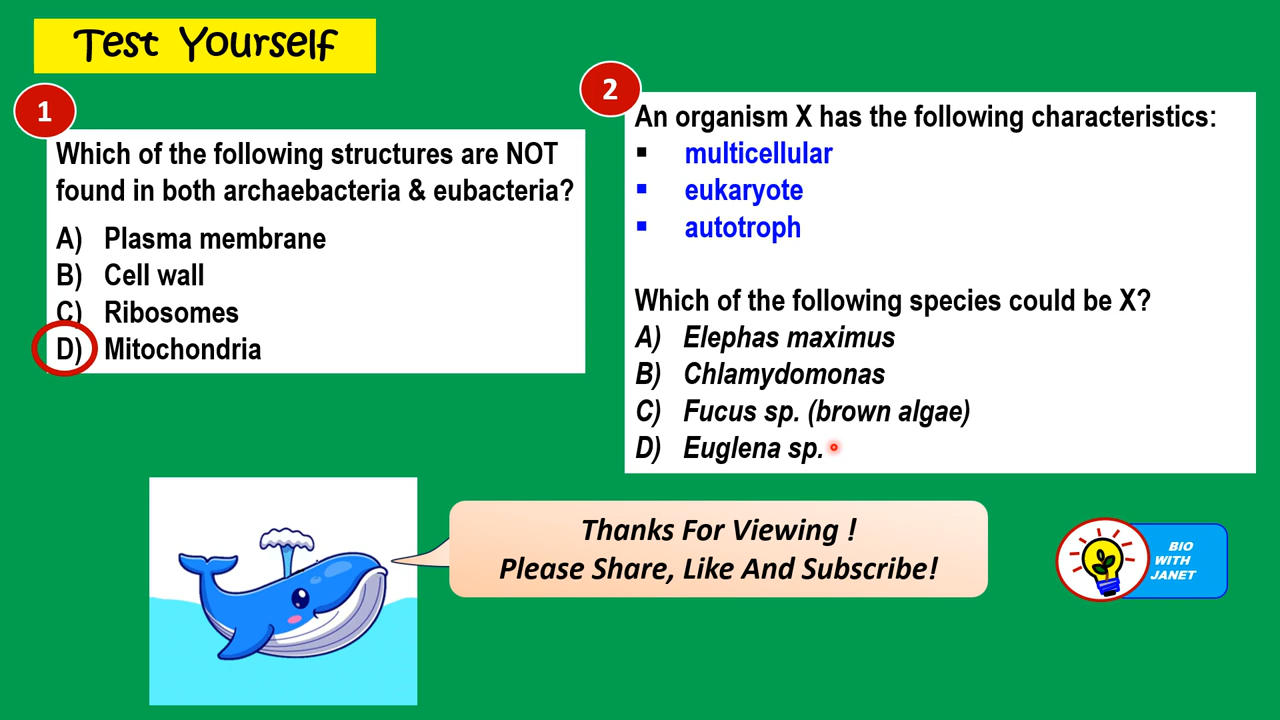 Test Yourself
1
Which of the following structures are NOT
found in both archaebacteria & eubacteria?
A) Plasma membrane
B) Cell wall
C) Ribosomes
D) Mitochondria
2
An organism X has the following characteristics:
▪ multicellular
▪ eukaryote
▪ autotroph
Which of the following species could be X?
A) Elephas maximus
B) Chlamydomonas
C) Fucus sp. (brown algae)
D) Euglena sp.
Thanks For Viewing !
Please Share, Like And Subscribe!
BIO
WITH
JANET